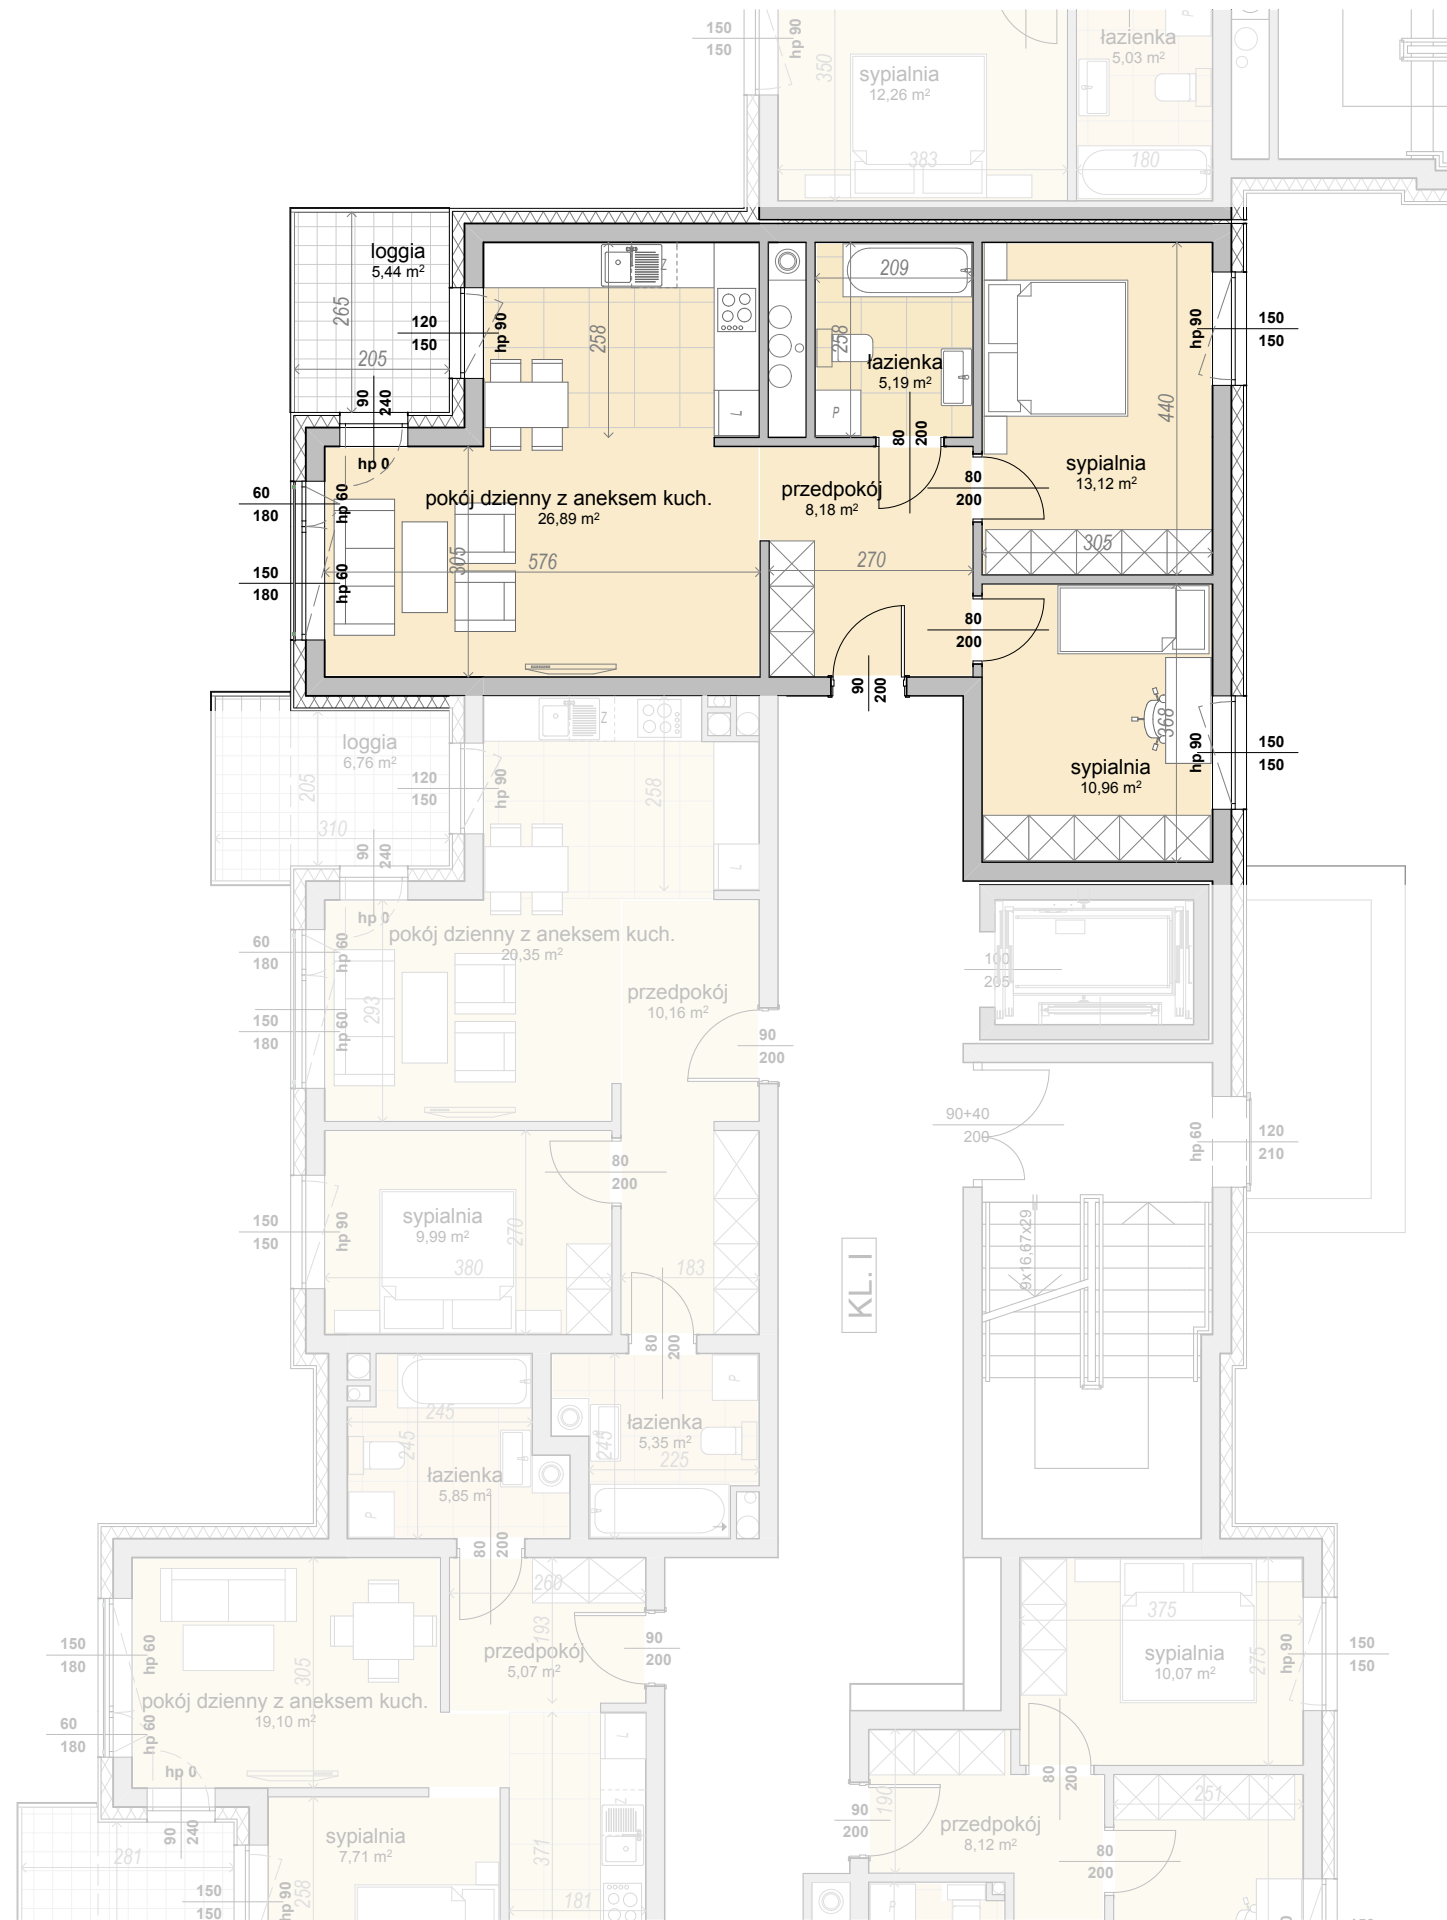 150
150
hp 90
350
sypialnia
12,26 m²
383
łazienka
5,03 m²
P
180
loggia
5,44 m²
265
205
120
150
hp 90
90
240
hp 0
258
Z
L
209
258
łazienka
5,19 m²
P
80
200
440
sypialnia
13,12 m²
305
hp 90
150
150
60
180
hp 60
150
180
hp 60
pokój dzienny z aneksem kuch.
26,89 m²
305
576
przedpokój
8,18 m²
270
80
200
80
200
90
200
368
sypialnia
10,96 m²
hp 90
150
150
loggia
6,76 m²
205
310
120
150
hp 90
90
240
hp 0
Z
258
L
60
180
hp 60
150
180
hp 60
pokój dzienny z aneksem kuch.
20,35 m²
293
przedpokój
10,16 m²
90
200
100
205
90+40
200
hp 60
120
210
150
150
hp 90
sypialnia
9,99 m²
270
380
80
200
183
80
200
KL. I
9x16,67x29
245
245
łazienka
5,85 m²
P
80
200
245
łazienka
5,35 m²
225
P
150
180
hp 60
60
180
hp 60
305
pokój dzienny z aneksem kuch.
19,10 m²
hp 0
90
240
260
193
przedpokój
5,07 m²
90
200
L
Z
371
181
281
150
150
hp 90
258
sypialnia
7,71 m²
375
sypialnia
10,07 m²
275
hp 90
150
150
80
200
190
przedpokój
8,12 m²
90
200
251
80
200
P